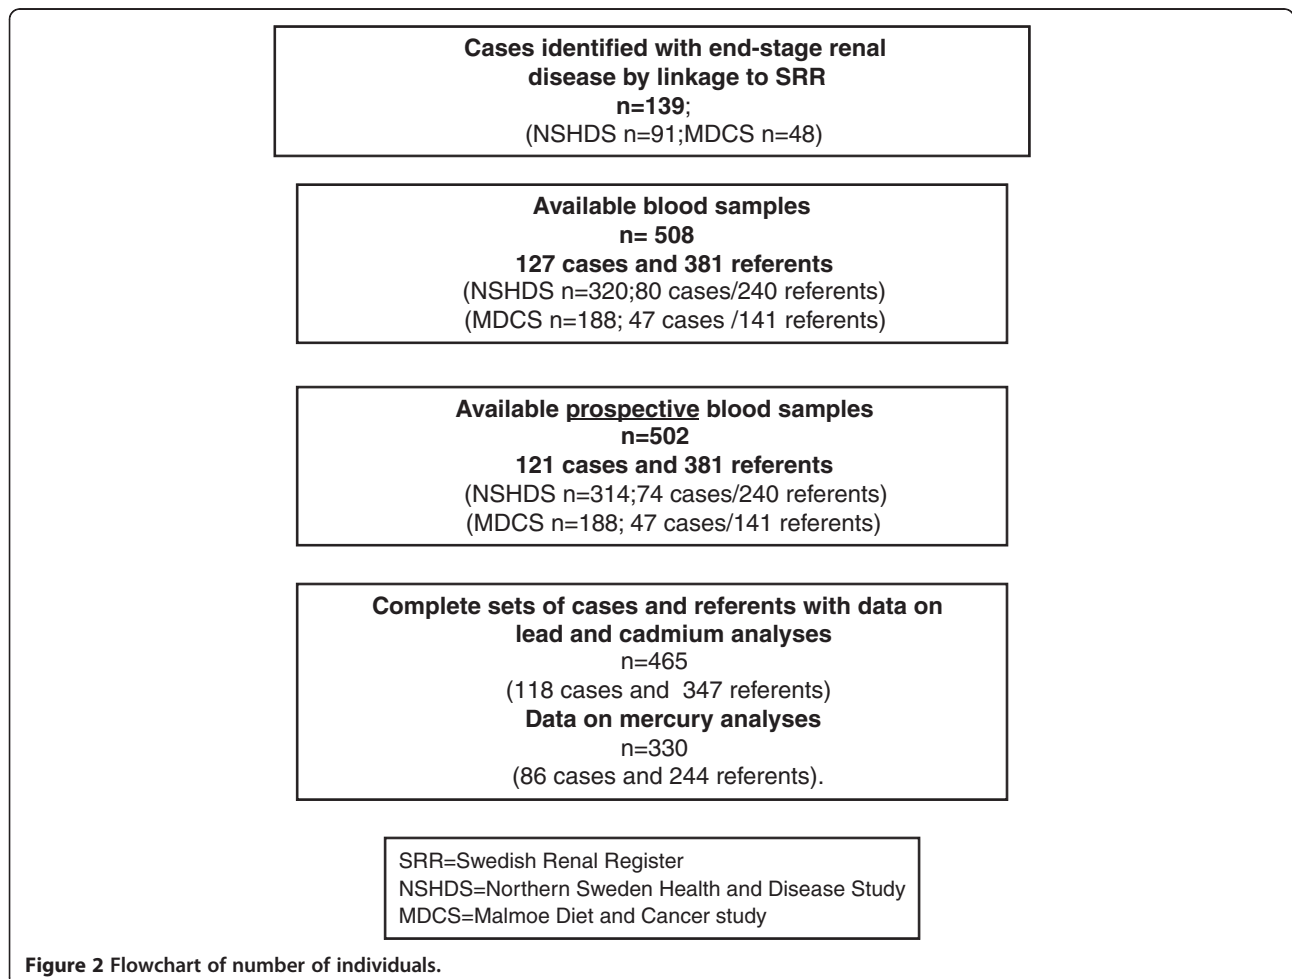 Cases identified with end-stage renal
disease by linkage to SRR
n=139;
(NSHDS n=91;MDCS n=48)
Available blood samples
n= 508
127 cases and 381 referents
(NSHDS n=320;80 cases/240 referents)
(MDCS n=188; 47 cases /141 referents)
Available prospective blood samples
n=502
121 cases and 381 referents
(NSHDS n=314;74 cases/240 referents)
(MDCS n=188; 47 cases/141 referents)
Complete sets of cases and referents with data on
lead and cadmium analyses
n=465
(118 cases and  347 referents)
Data on mercury analyses
n=330
(86 cases and 244 referents).
SRR=Swedish Renal Register
NSHDS=Northern Sweden Health and Disease Study
MDCS=Malmoe Diet and Cancer study
Figure 2 Flowchart of number of individuals.